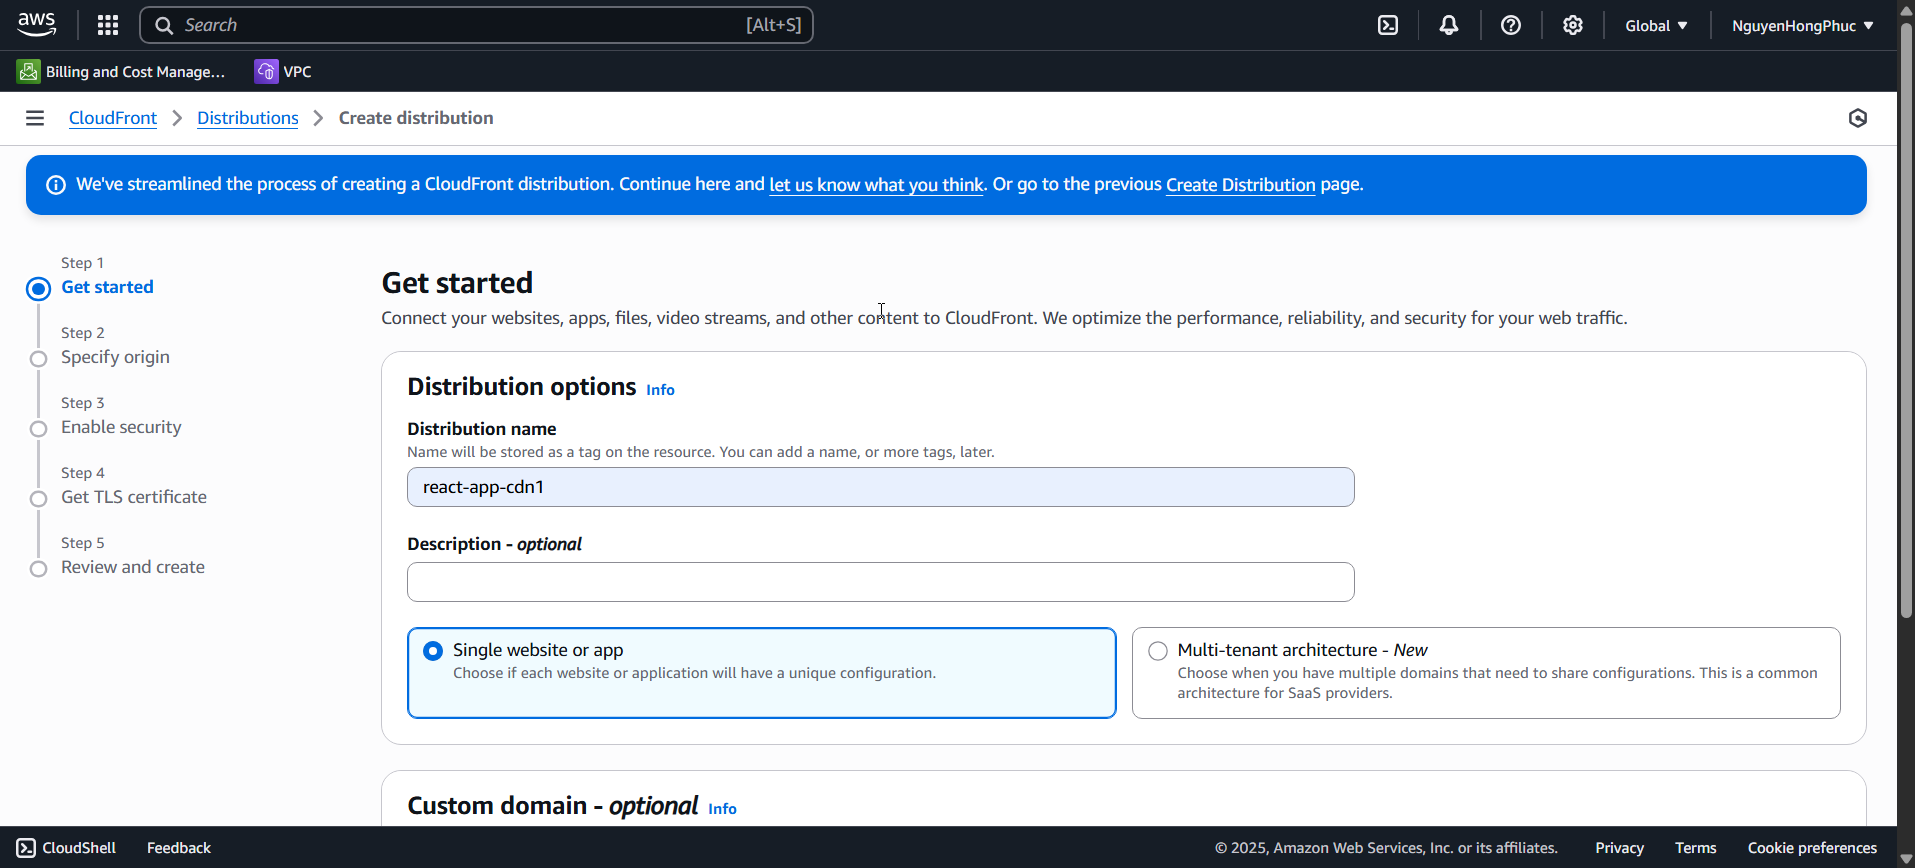 aws
Search [Alt+S]
Global ▼
NguyenHongPhuc ▼
Billing and Cost Manage...
VPC
CloudFront > Distributions > Create distribution
We've streamlined the process of creating a CloudFront distribution. Continue here and let us know what you think. Or go to the previous Create Distribution page.
Step 1
Get started
Step 2
Specify origin
Step 3
Enable security
Step 4
Get TLS certificate
Step 5
Review and create
Get started
Connect your websites, apps, files, video streams, and other content to CloudFront. We optimize the performance, reliability, and security for your web traffic.
Distribution options Info
Distribution name
Name will be stored as a tag on the resource. You can add a name, or more tags, later.
react-app-cdn1
Description - optional
Single website or app
Choose if each website or application will have a unique configuration.
Multi-tenant architecture - New
Choose when you have multiple domains that need to share configurations. This is a common
architecture for SaaS providers.
Custom domain - optional Info
CloudShell
Feedback
© 2025, Amazon Web Services, Inc. or its affiliates.
Privacy
Terms
Cookie preferences